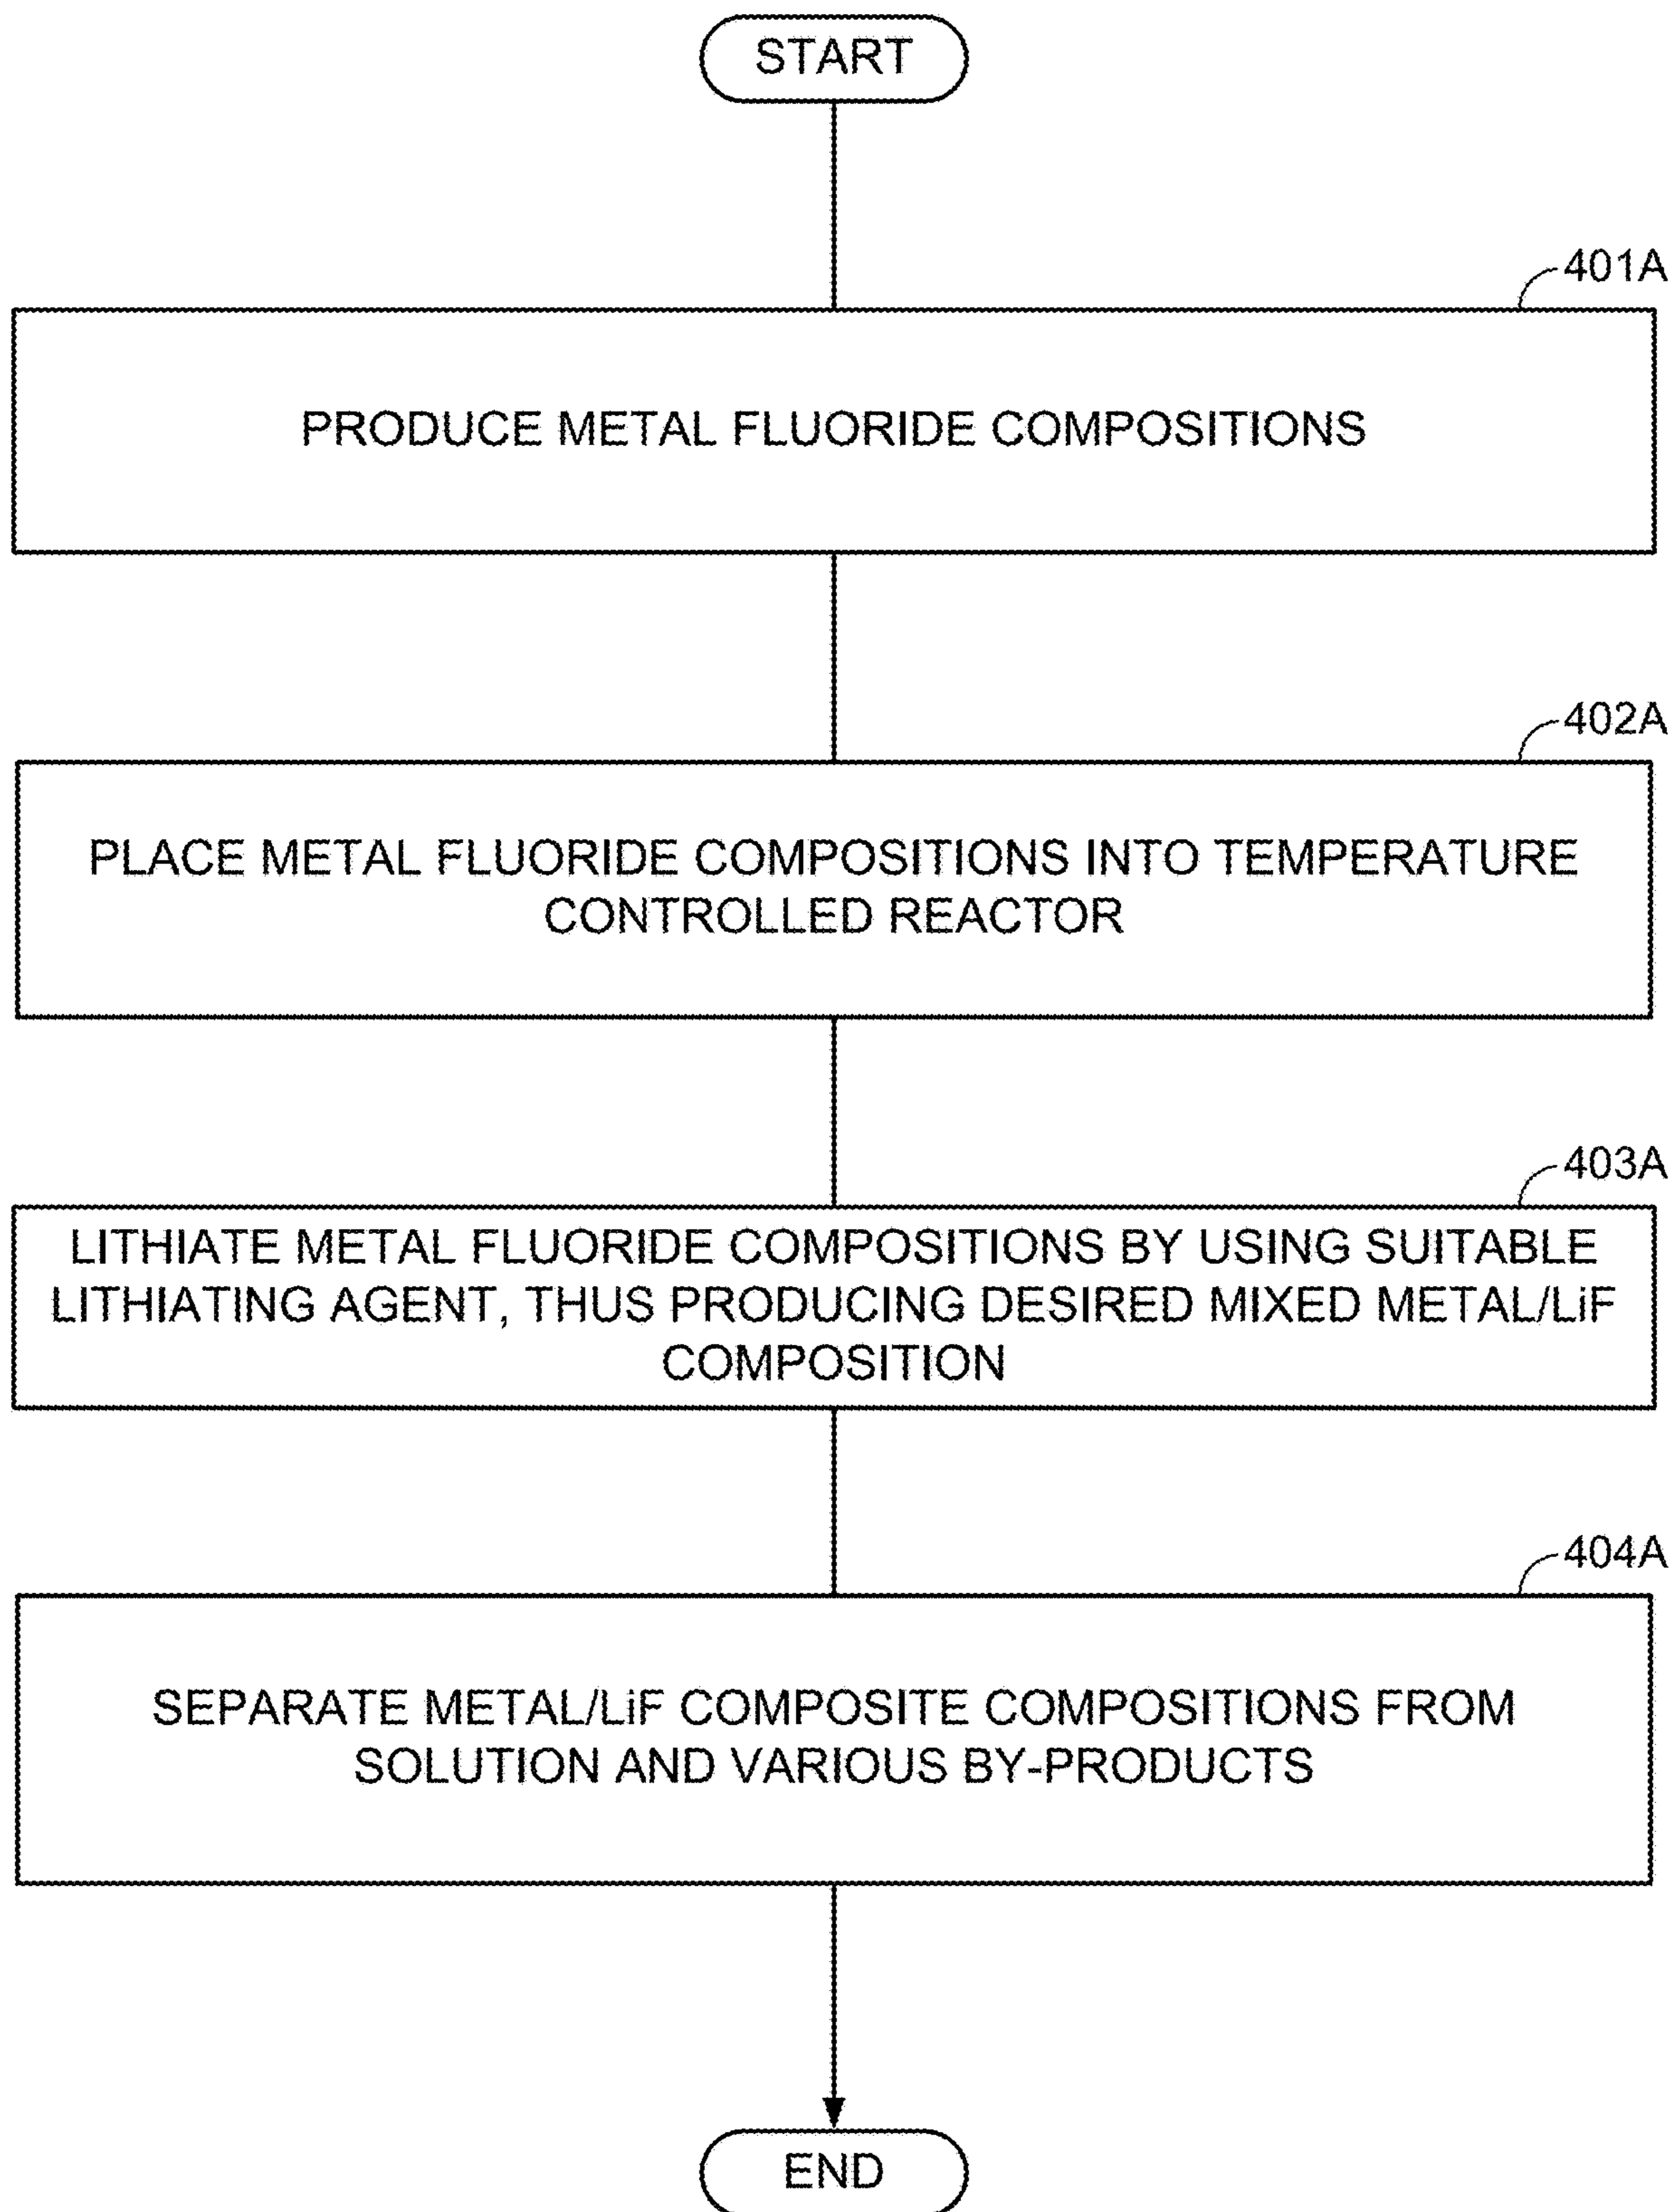 START
401A
PRODUCE METAL FLUORIDE COMPOSITIONS
402A
PLACE METAL FLUORIDE COMPOSITIONS INTO TEMPERATURE
CONTROLLED REACTOR
403A
LITHIATE METAL FLUORIDE COMPOSITIONS BY USING SUITABLE
LITHIATING AGENT, THUS PRODUCING DESIRED MIXED METAL/LiF
COMPOSITION
404A
SEPARATE METAL/LiF COMPOSITE COMPOSITIONS FROM
SOLUTION AND VARIOUS BY-PRODUCTS
END